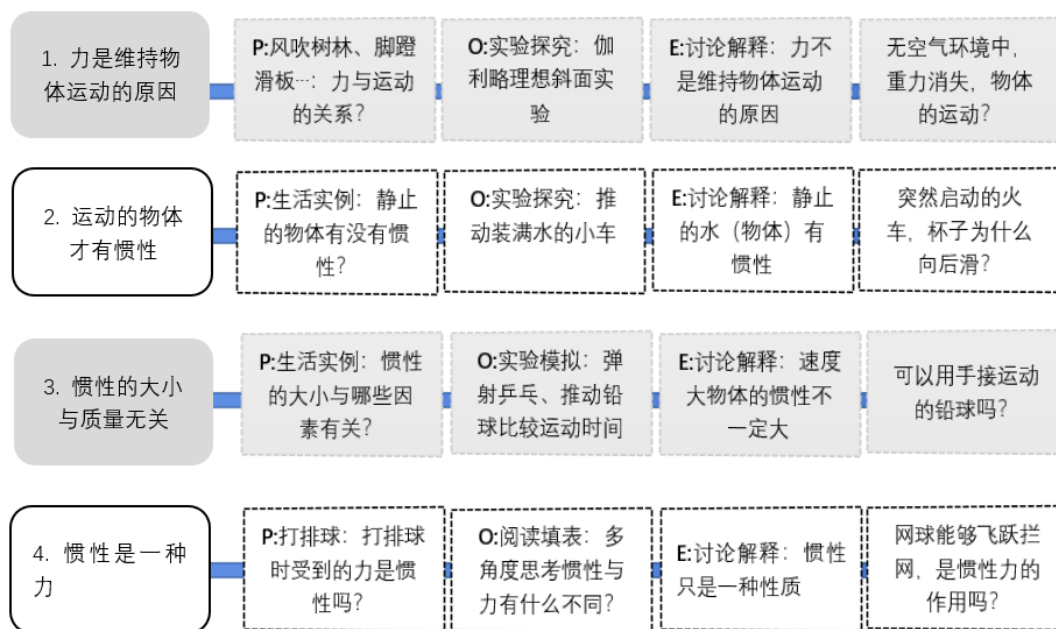 1. 力是维持物
体运动的原因
P:风吹树林、脚蹬
滑板…：力与运动
的关系？
O:实验探究：伽
利略理想斜面实
验
E:讨论解释：力不
是维持物体运动
的原因
无空气环境中，
重力消失，物体
的运动？
2. 运动的物体
才有惯性
P:生活实例：静止
的物体有没有惯
性？
O:实验探究：推
动装满水的小车
E:讨论解释：静止
的水（物体）有
惯性
突然启动的火
车，杯子为什么
向后滑？
3. 惯性的大小
与质量无关
P:生活实例：惯性
的大小与哪些因
素有关？
O:实验模拟：弹
射乒乓、推动铅
球比较运动时间
E:讨论解释：速度
大物体的惯性不
一定大
可以用手接运动
的铅球吗？
4. 惯性是一种
力
P:打排球：打排球
时受到的力是惯
性吗？
O:阅读填表：多
角度思考惯性与
力有什么不同？
E:讨论解释：惯性
只是一种性质
网球能够飞跃拦
网，是惯性力的
作用吗？